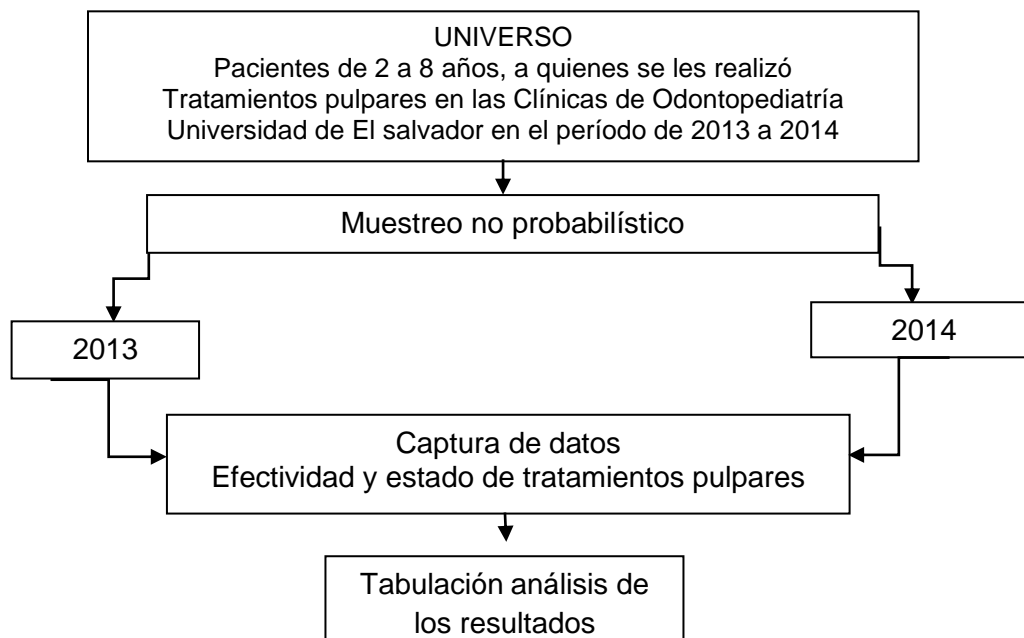 UNIVERSO
Pacientes de 2 a 8 años, a quienes se les realizó
Tratamientos pulpares en las Clínicas de Odontopediatría
Universidad de El salvador en el período de 2013 a 2014
Muestreo no probabilístico
2013
2014
Captura de datos
Efectividad y estado de tratamientos pulpares
Tabulación análisis de
los resultados